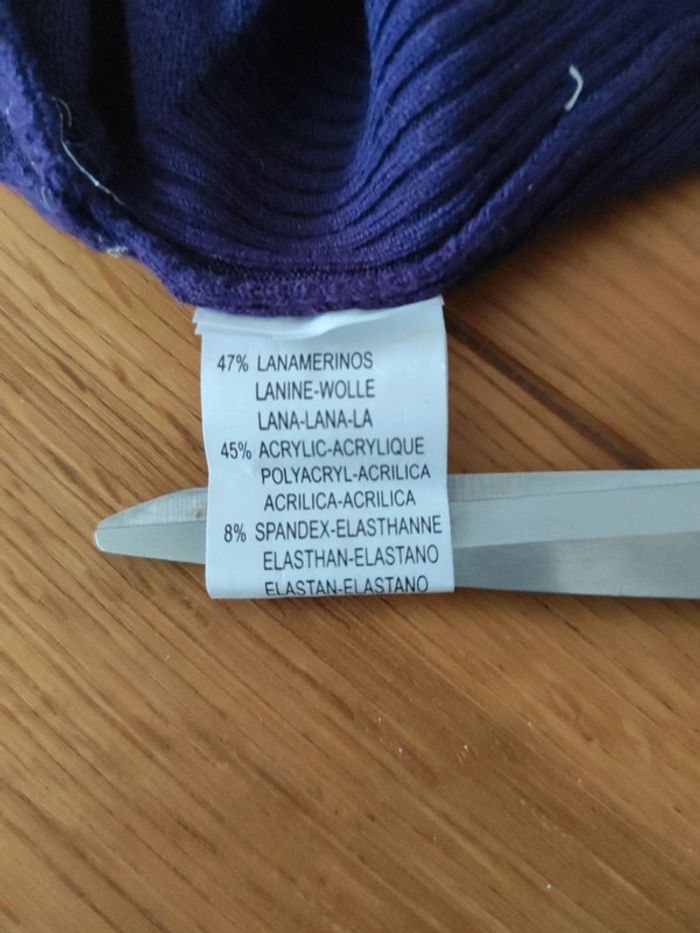 47% LANAMERINOS
LANINE-WOLLE
LANA-LANA-LA
45% ACRYLIC-ACRYLIQUE
POLYACRYL-ACRILICA
ACRILICA-ACRILICA
8% SPANDEX-ELASTHANNE
ELASTHAN-ELASTANO
ELASTAN-ELASTANO